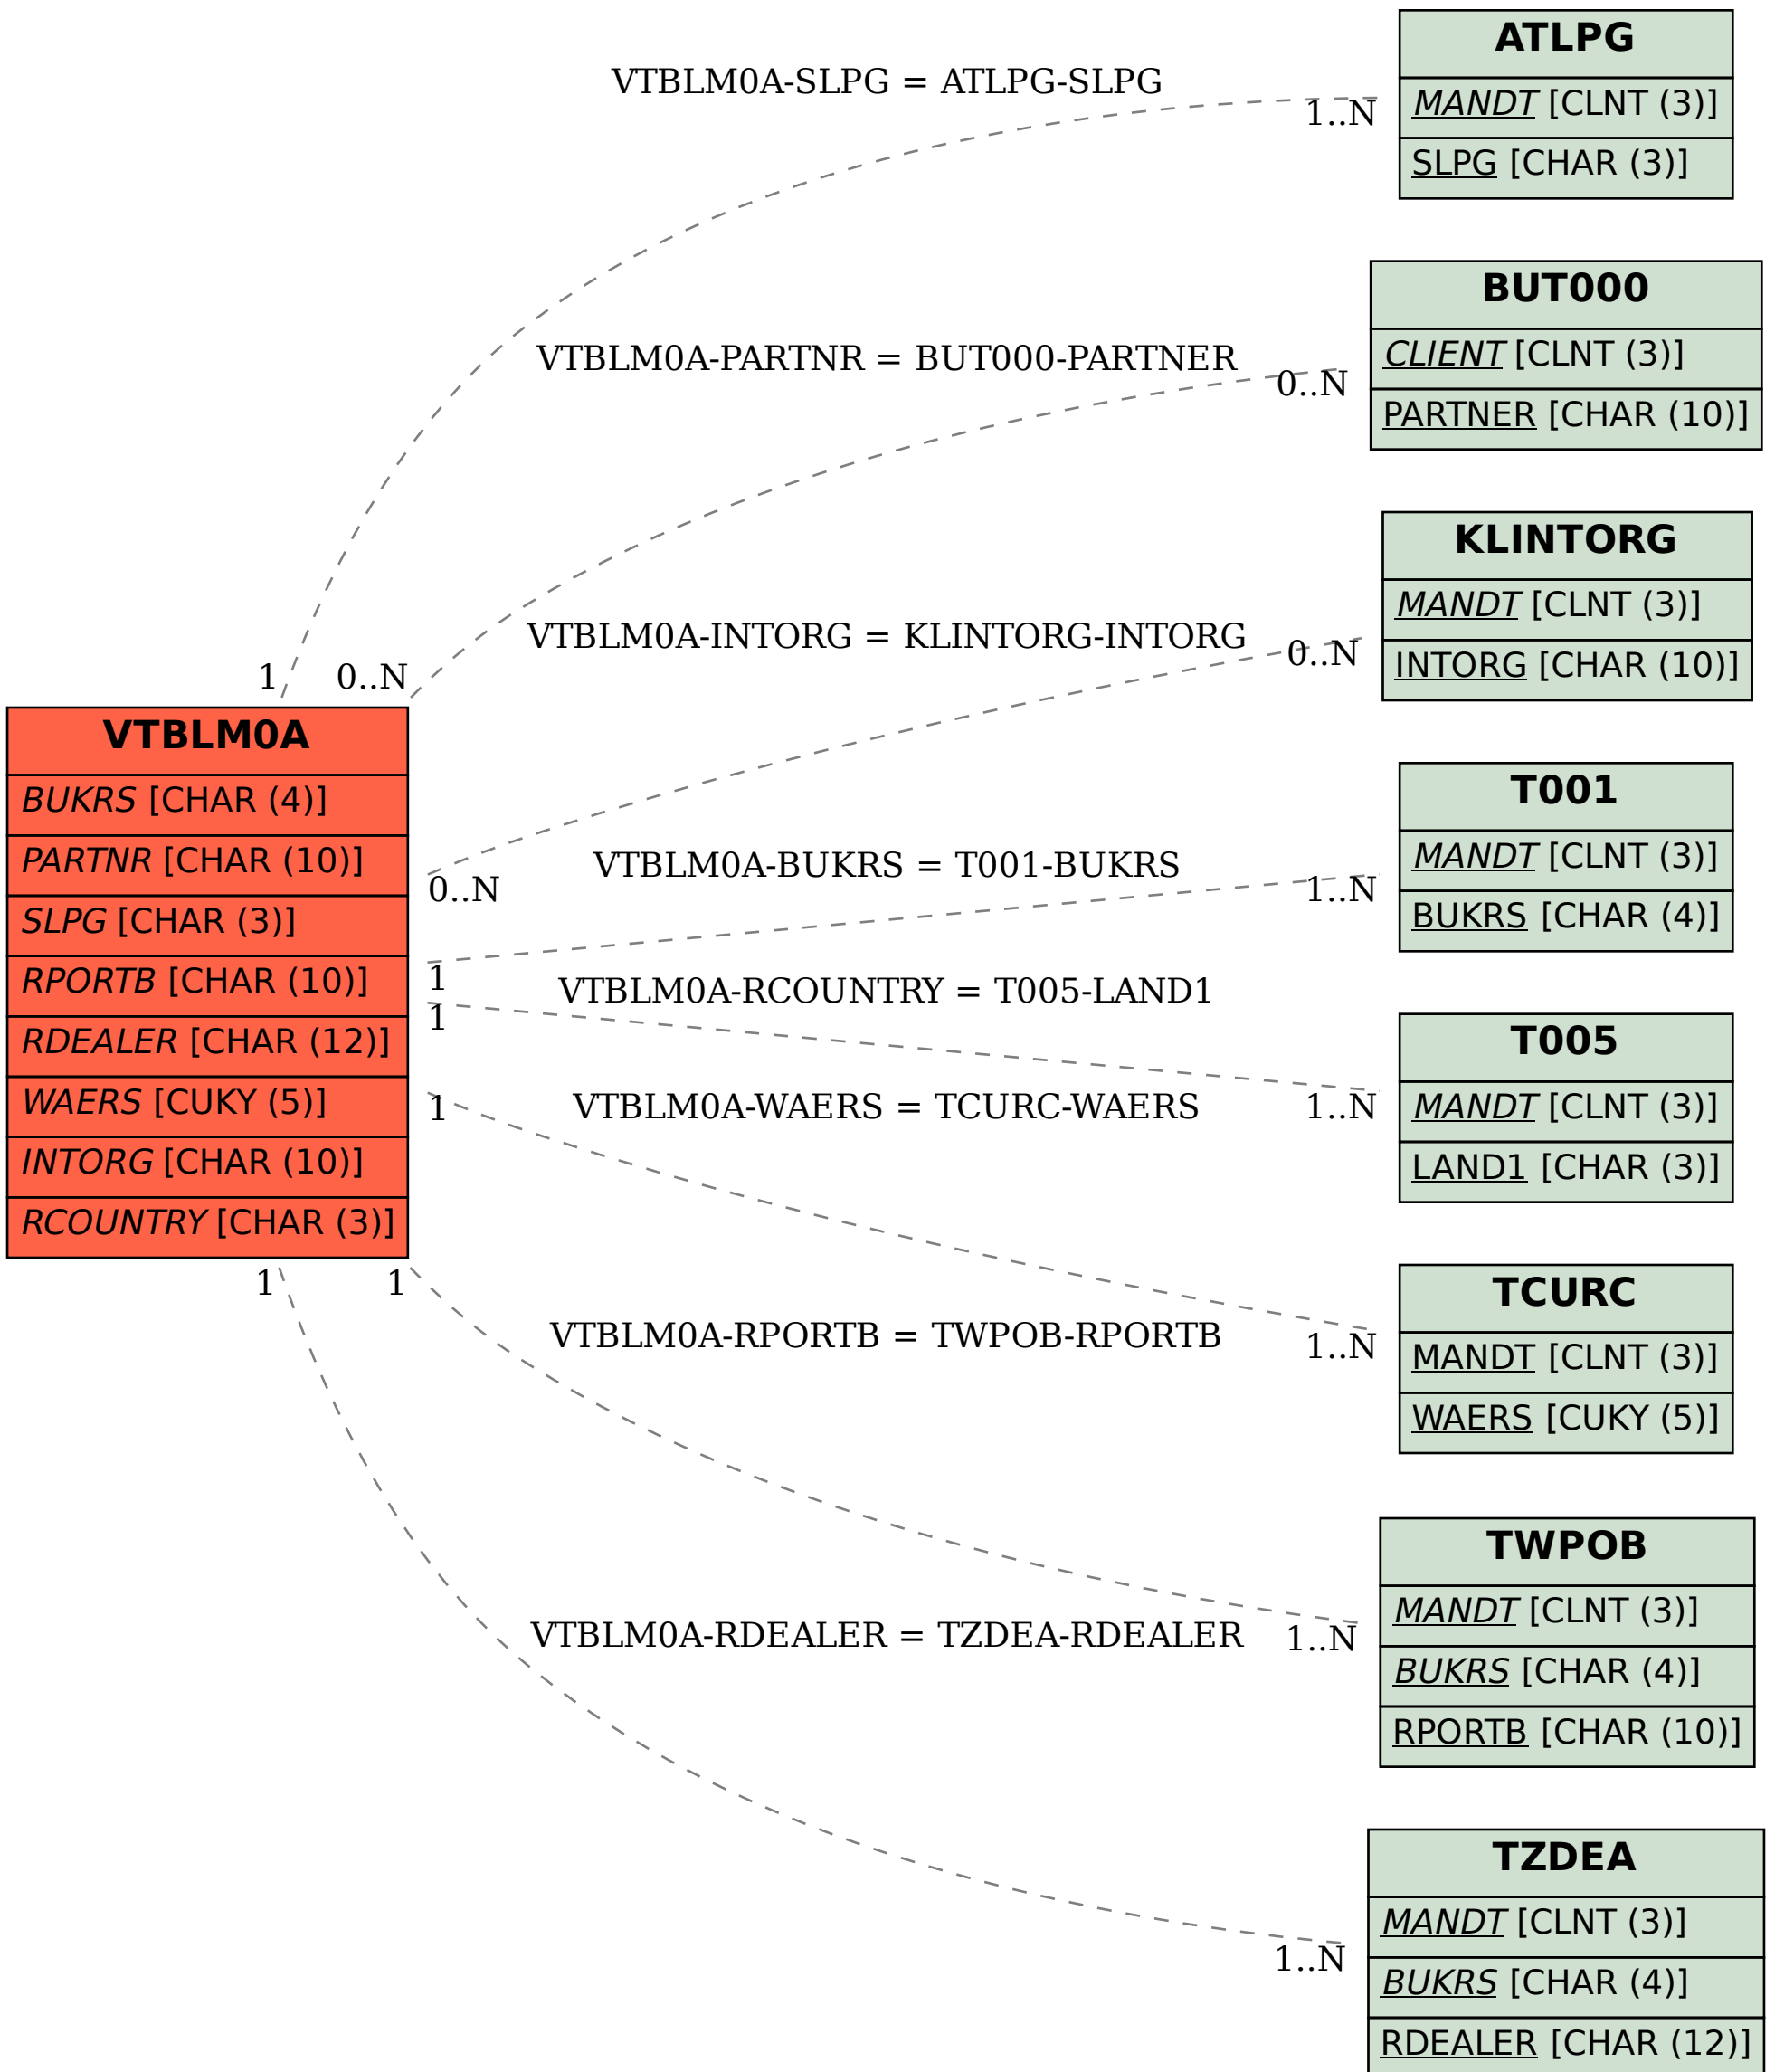 ATLPG
MANDT [CLNT (3)]
SLPG [CHAR (3)]
VTBLM0A-SLPG = ATLPG-SLPG
1..N
1
BUT000
CLIENT [CLNT (3)]
PARTNER [CHAR (10)]
VTBLM0A-PARTNR = BUT000-PARTNER
0..N
0..N
KLINTORG
MANDT [CLNT (3)]
INTORG [CHAR (10)]
VTBLM0A-INTORG = KLINTORG-INTORG
0..N
0..N
VTBLM0A
BUKRS [CHAR (4)]
PARTNR [CHAR (10)]
SLPG [CHAR (3)]
RPORTB [CHAR (10)]
RDEALER [CHAR (12)]
WAERS [CUKY (5)]
INTORG [CHAR (10)]
RCOUNTRY [CHAR (3)]
T001
MANDT [CLNT (3)]
BUKRS [CHAR (4)]
VTBLM0A-BUKRS = T001-BUKRS
1..N
1
VTBLM0A-RCOUNTRY = T005-LAND1
1
1..N
T005
MANDT [CLNT (3)]
LAND1 [CHAR (3)]
VTBLM0A-WAERS = TCURC-WAERS
1
1..N
TCURC
MANDT [CLNT (3)]
WAERS [CUKY (5)]
VTBLM0A-RPORTB = TWPOB-RPORTB
1
1..N
TWPOB
MANDT [CLNT (3)]
BUKRS [CHAR (4)]
RPORTB [CHAR (10)]
VTBLM0A-RDEALER = TZDEA-RDEALER
1
1..N
TZDEA
MANDT [CLNT (3)]
BUKRS [CHAR (4)]
RDEALER [CHAR (12)]